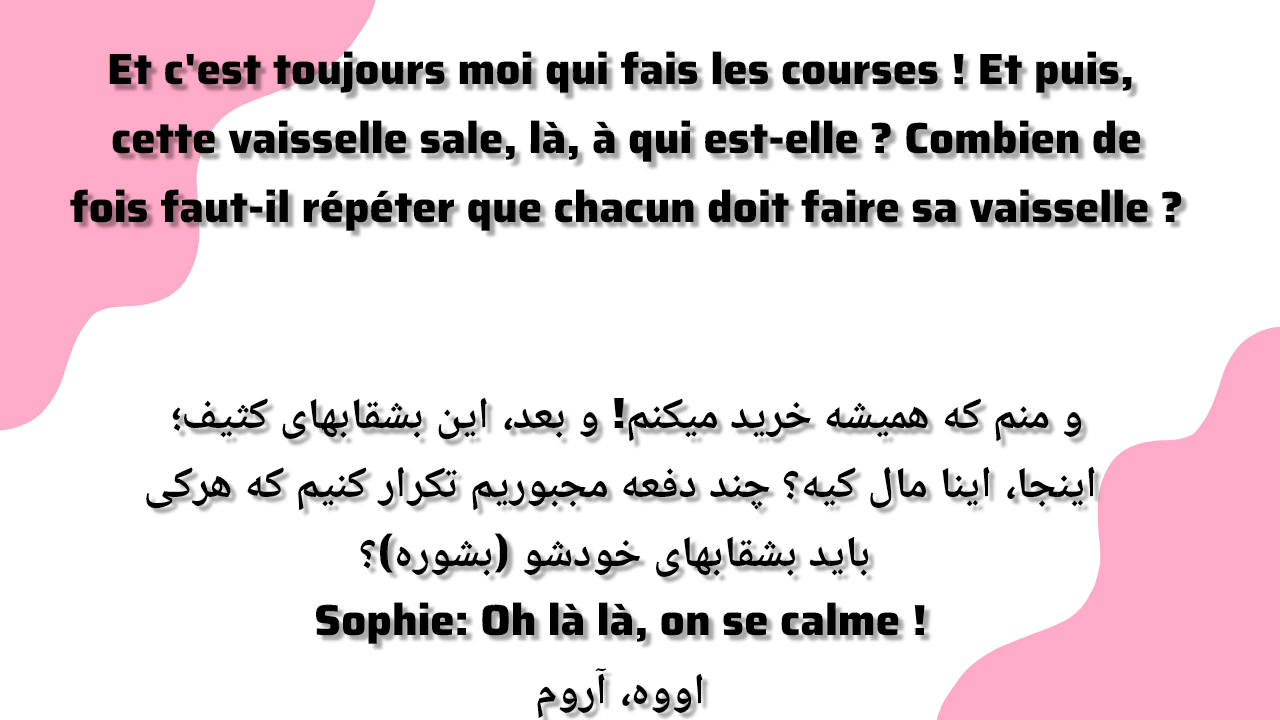 Et c'est toujours moi qui fais les courses ! Et puis,
cette vaisselle sale, là, à qui est-elle ? Combien de
fois faut-il répéter que chacun doit faire sa vaisselle ?
و منم که همیشه خرید میکنم! و بعد، این بشقابهای کثیف؛
اینجا، اینا مال کیه؟ چند دفعه مجبوریم تکرار کنیم که هرکی
باید بشقابهای خودشو (بشوره)؟
Sophie: Oh là là, on se calme !
اووه، آروم